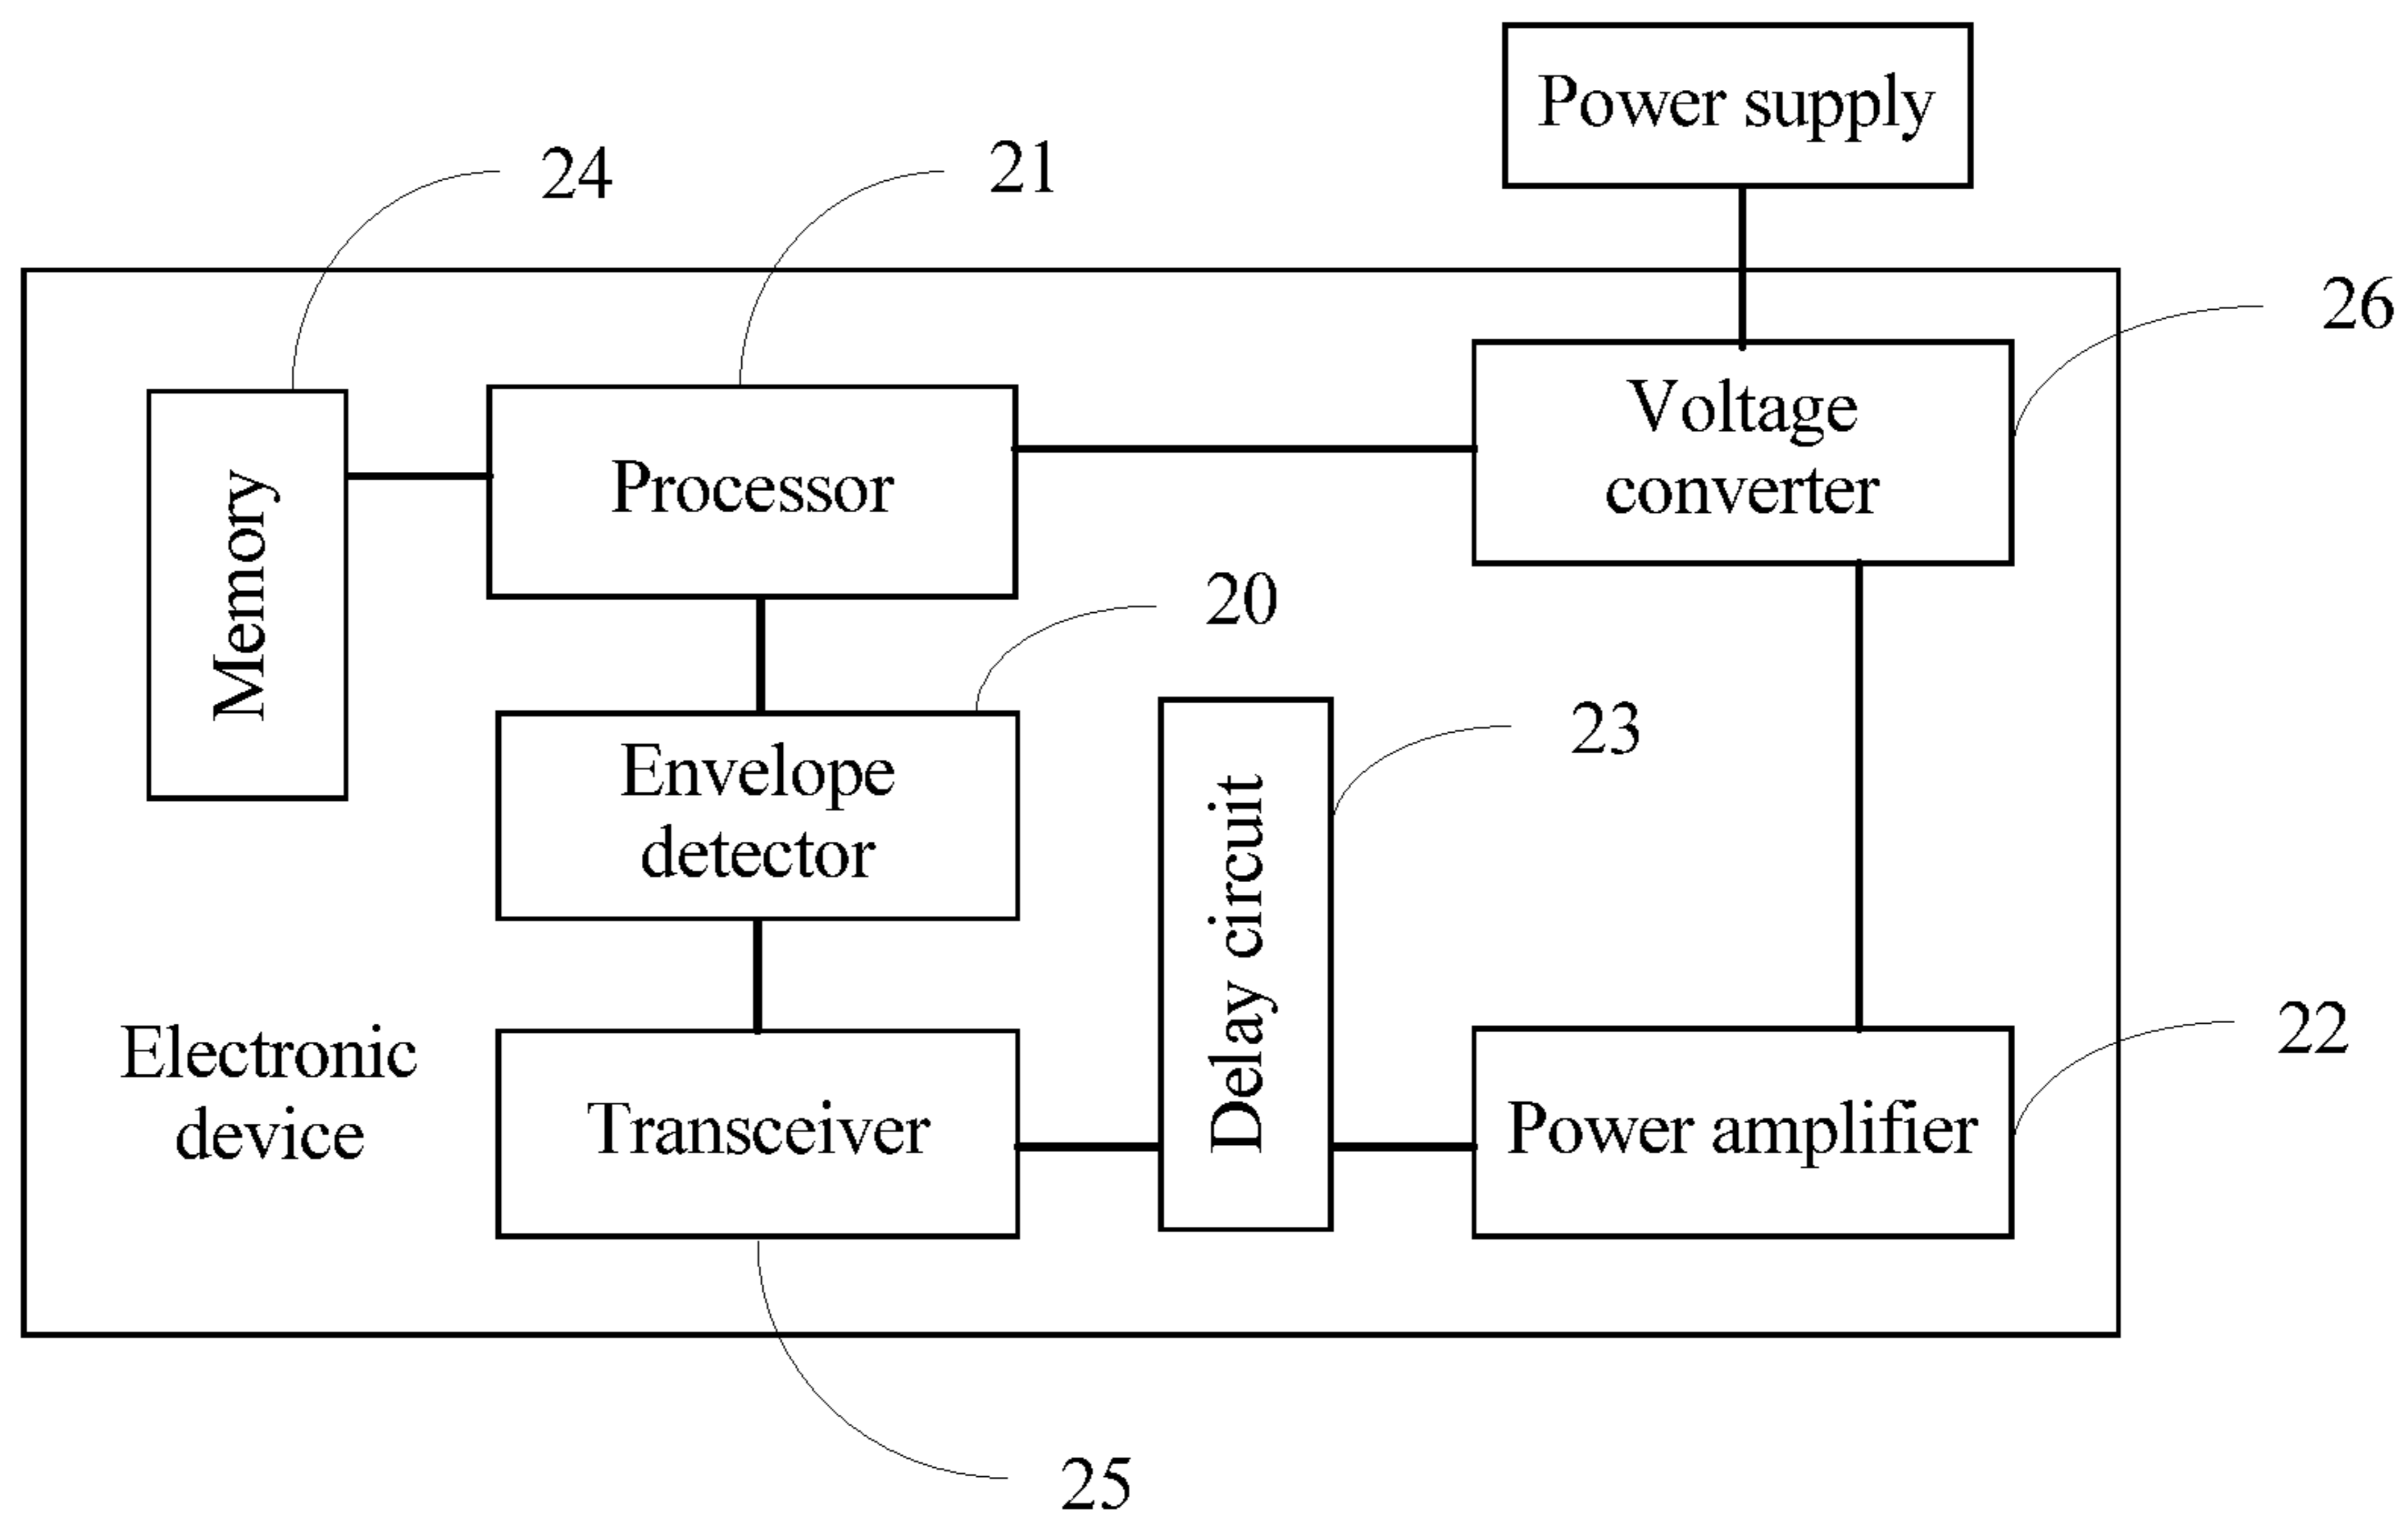 Power supply
24
21
26
Voltage
converter
Processor
Memory
20
23
Envelope
detector
Delay circuit
22
Electronic
device
Transceiver
Power amplifier
25